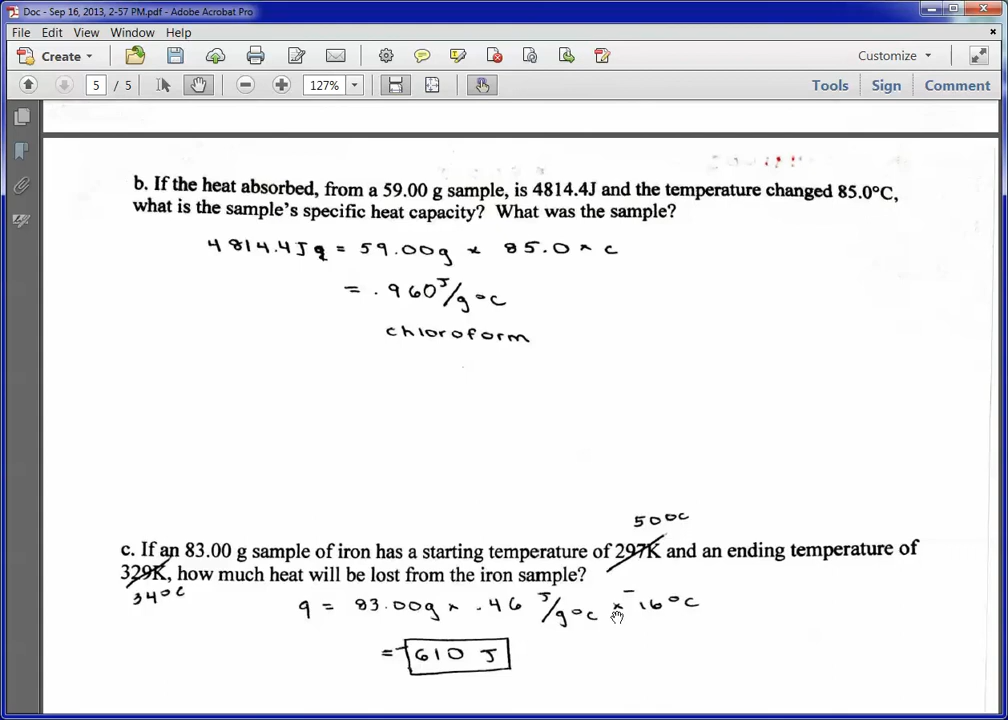 Doc - Sep 16, 2013, 2-57 PM.pdf - Adobe Acrobat Pro
File Edit View Window Help
Create Customize
5 / 5 127% Tools Sign Comment
b. If the heat absorbed, from a 59.00 g sample, is 4814.4J and the temperature changed 85.0°C,
what is the sample's specific heat capacity? What was the sample?
4814.4J q = 59.00g × 85.0 × c
= .960 J/g°C
chloroform
50°C
c. If an 83.00 g sample of iron has a starting temperature of 297K and an ending temperature of
329K, how much heat will be lost from the iron sample?
34°C
q = 83.00g × .46 J/g°C × -16°C
= -610 J